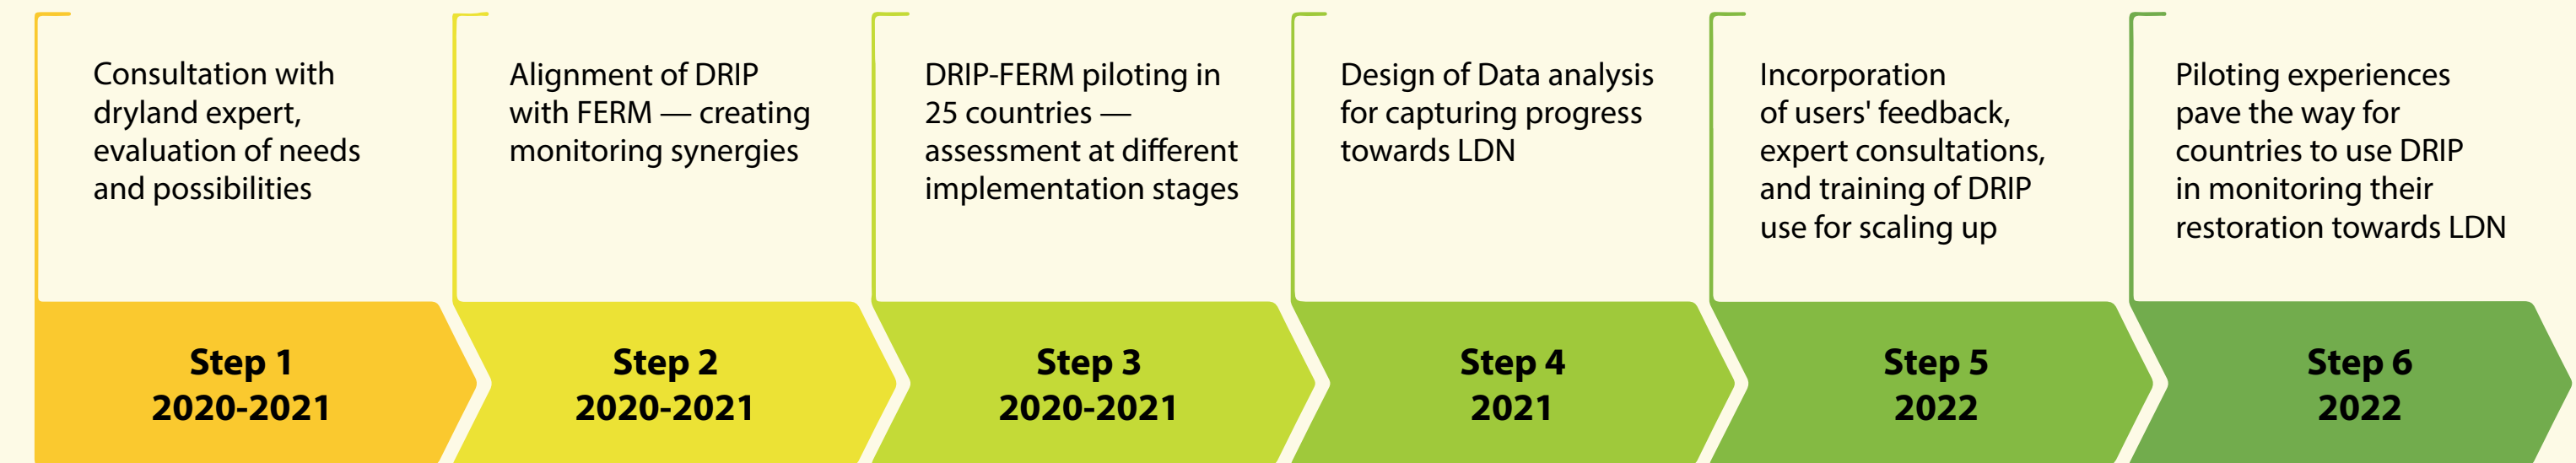 Consultation with
dryland expert,
evaluation of needs
and possibilities
Step 1
2020-2021
Alignment of DRIP
with FERM — creating
monitoring synergies
Step 2
2020-2021
DRIP-FERM piloting in
25 countries —
assessment at different
implementation stages
Step 3
2020-2021
Design of Data analysis
for capturing progress
towards LDN
Step 4
2021
Incorporation
of users' feedback,
expert consultations,
and training of DRIP
use for scaling up
Step 5
2022
Piloting experiences
pave the way for
countries to use DRIP
in monitoring their
restoration towards LDN
Step 6
2022